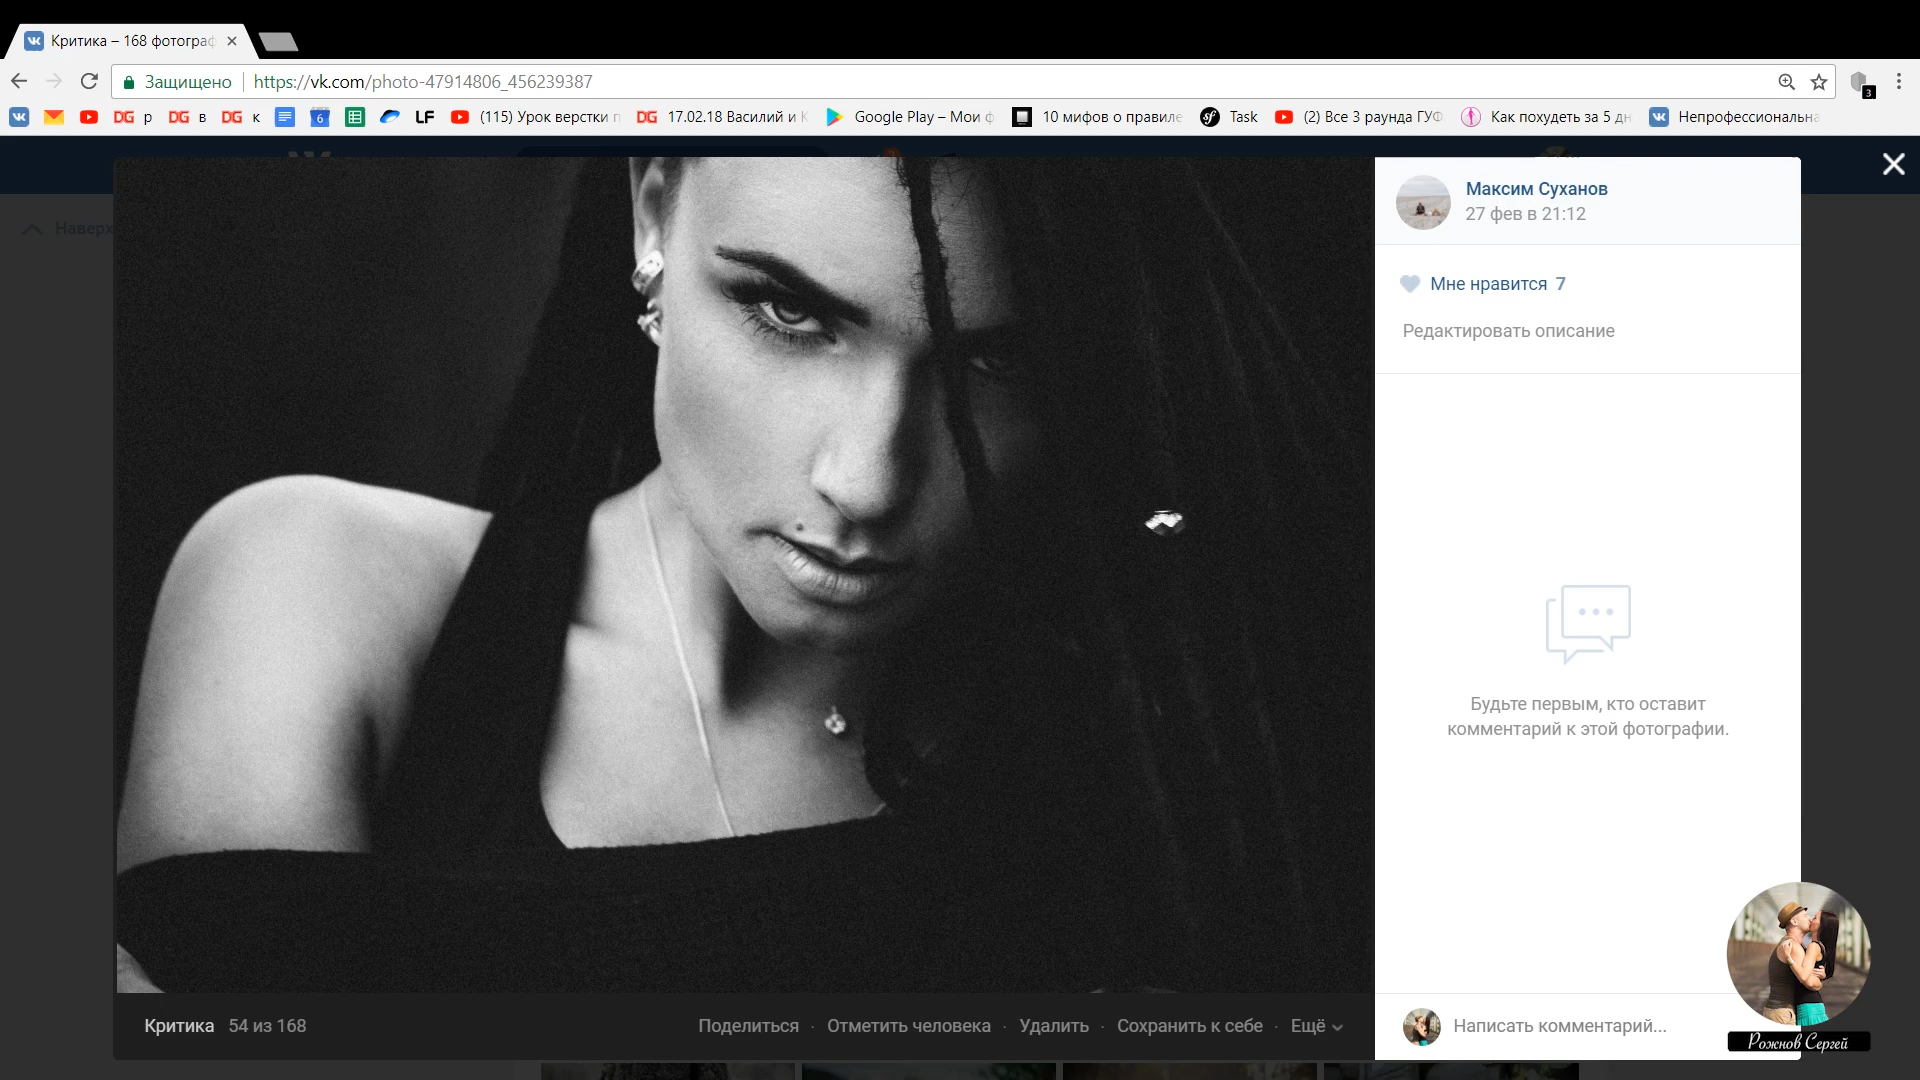 Критика – 168 фотограф
Защищено https://vk.com/photo-47914806_456239387
DG р DG в DG к LF (115) Урок верстки п DG 17.02.18 Василий и К Google Play – Мои ф 10 мифов о правиле Task (2) Все 3 раунда ГУФ Как похудеть за 5 дн Непрофессиональна
Наверх
Максим Суханов
27 фев в 21:12
Мне нравится 7
Редактировать описание
Будьте первым, кто оставит
комментарий к этой фотографии.
Критика 54 из 168 Поделиться · Отметить человека · Удалить · Сохранить к себе · Ещё
Написать комментарий...
Рожнов Сергей